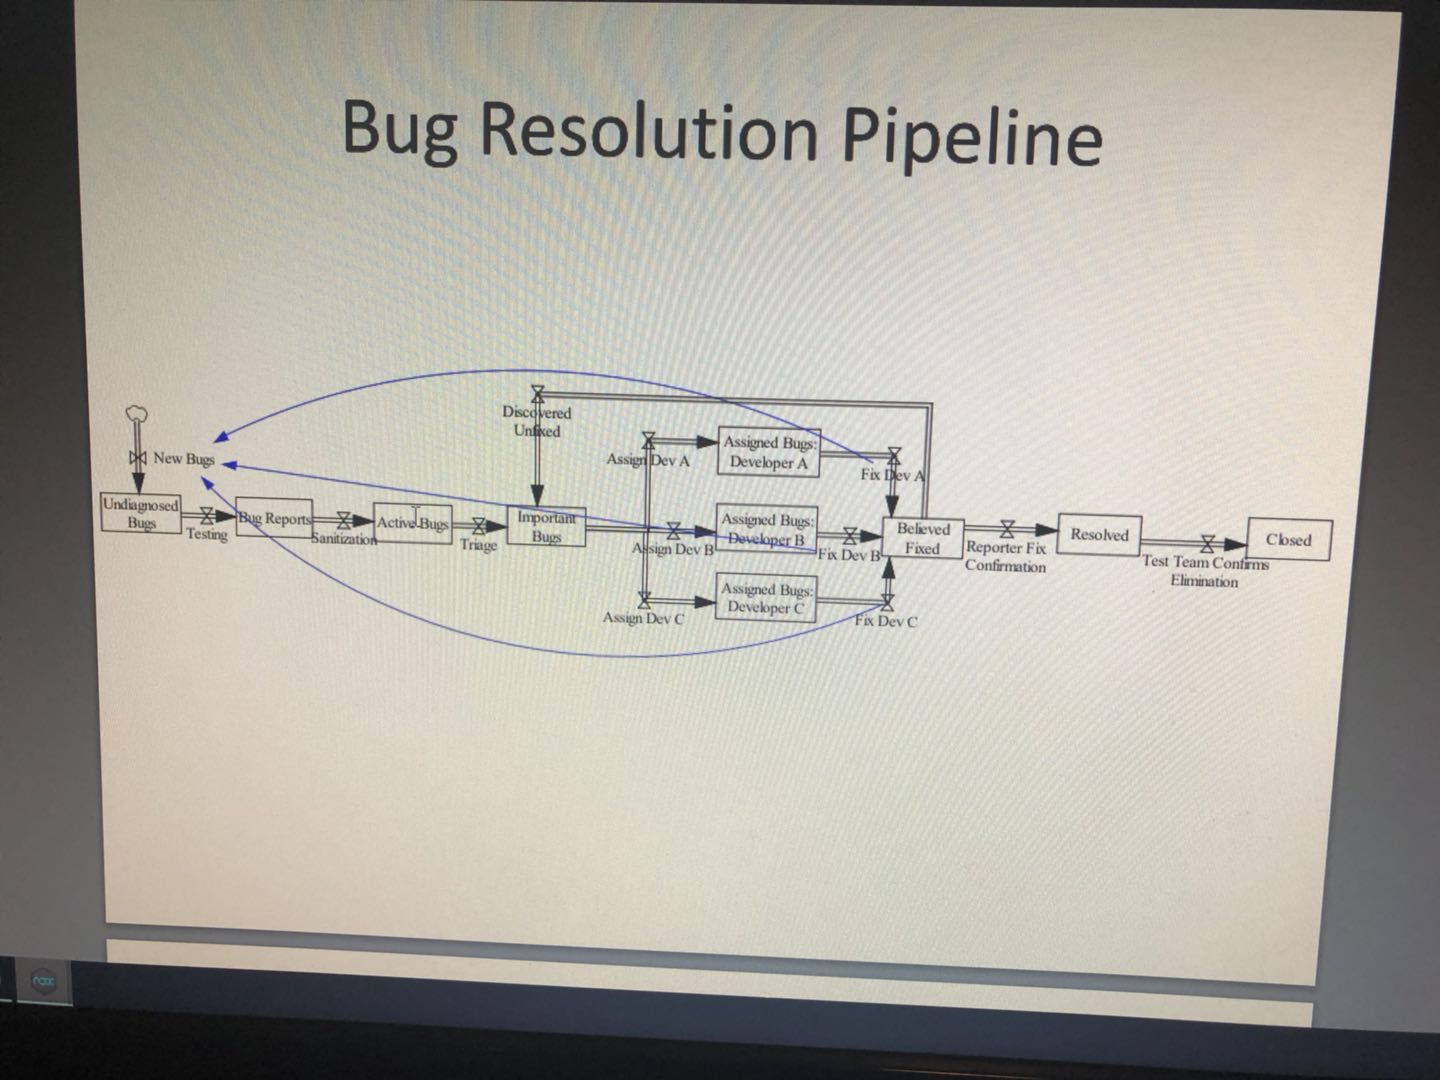 Bug Resolution Pipeline
Discovered
Unfixed
New Bugs
Assign Dev A
Assigned Bugs:
Developer A
Fix Dev A
Undiagnosed
Bugs
Testing
Bug Reports
Sanitization
Active Bugs
Triage
Important
Bugs
Assign Dev B
Assigned Bugs:
Developer B
Fix Dev B
Believed
Fixed
Reporter Fix
Confirmation
Resolved
Test Team Confirms
Elimination
Closed
Assign Dev C
Assigned Bugs:
Developer C
Fix Dev C
nox